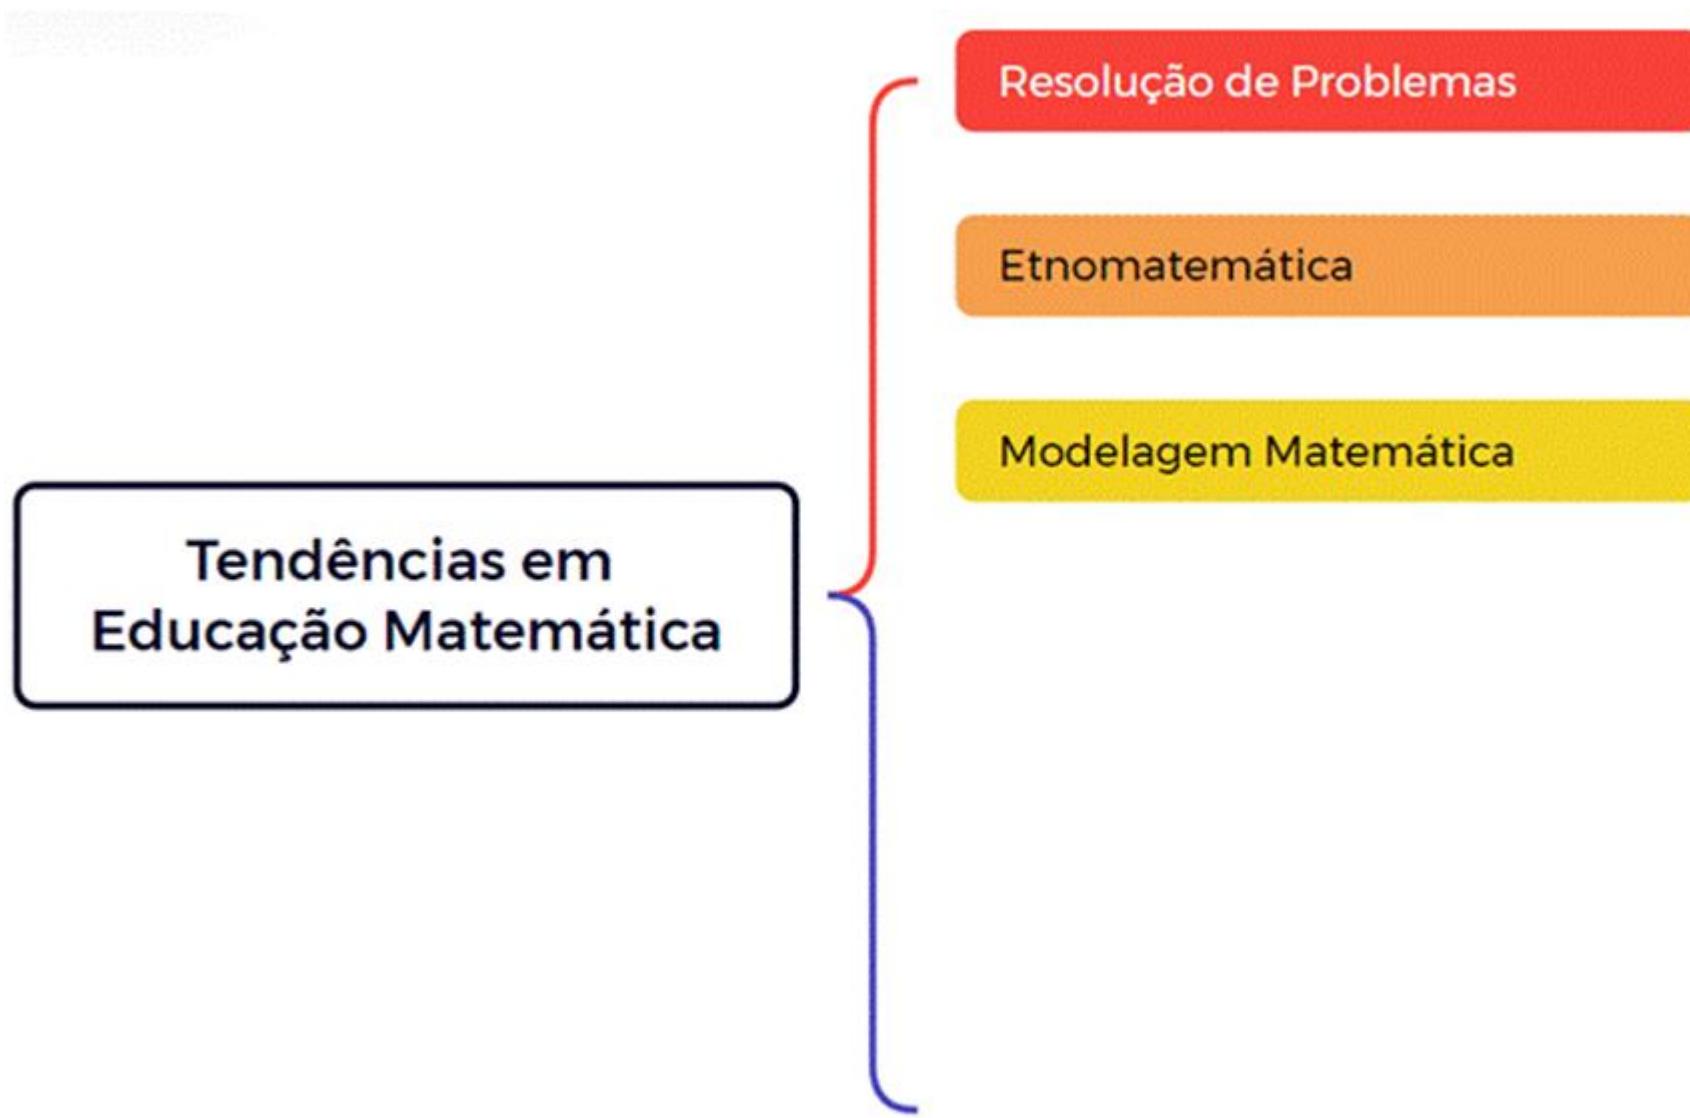 Resolução de Problemas
Etnomatemática
Modelagem Matemática
Tendências em
Educação Matemática